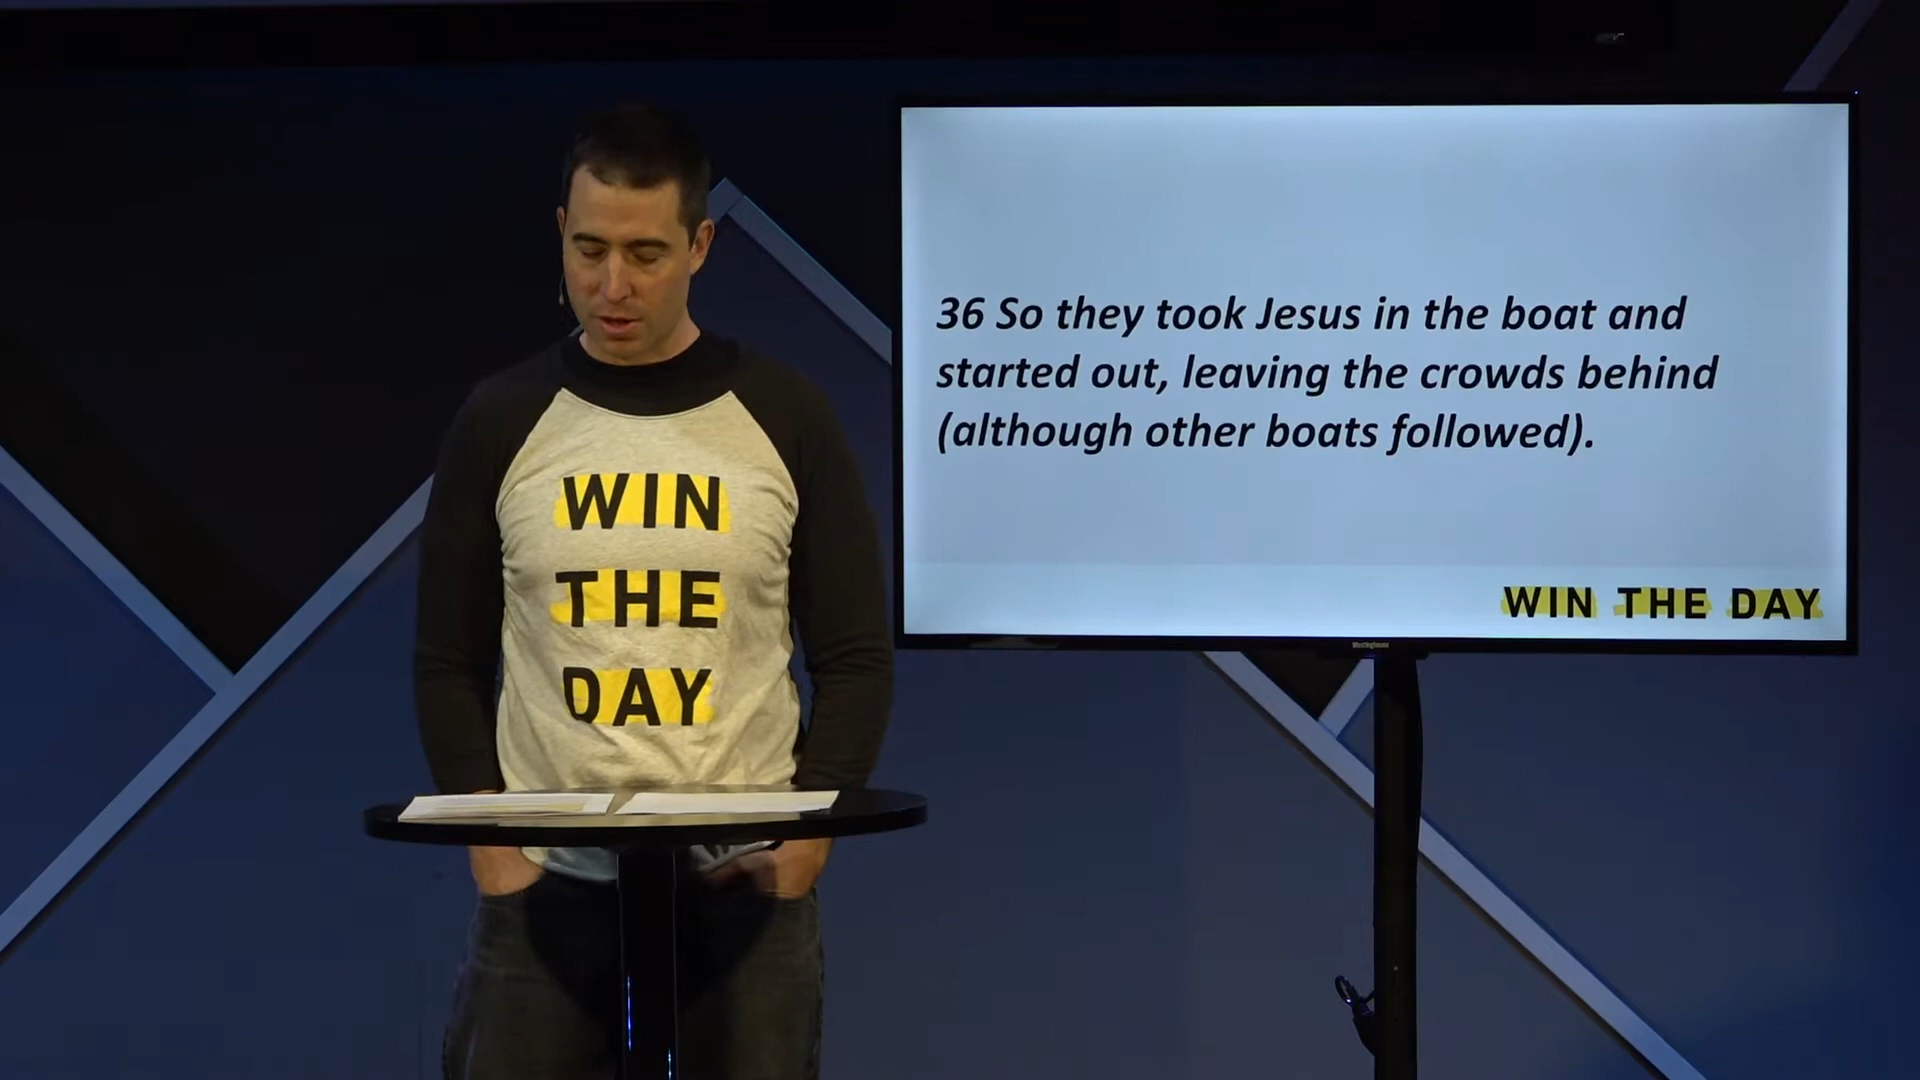 WIN
THE
DAY
36 So they took Jesus in the boat and
started out, leaving the crowds behind
(although other boats followed).
WIN THE DAY
Westinghouse